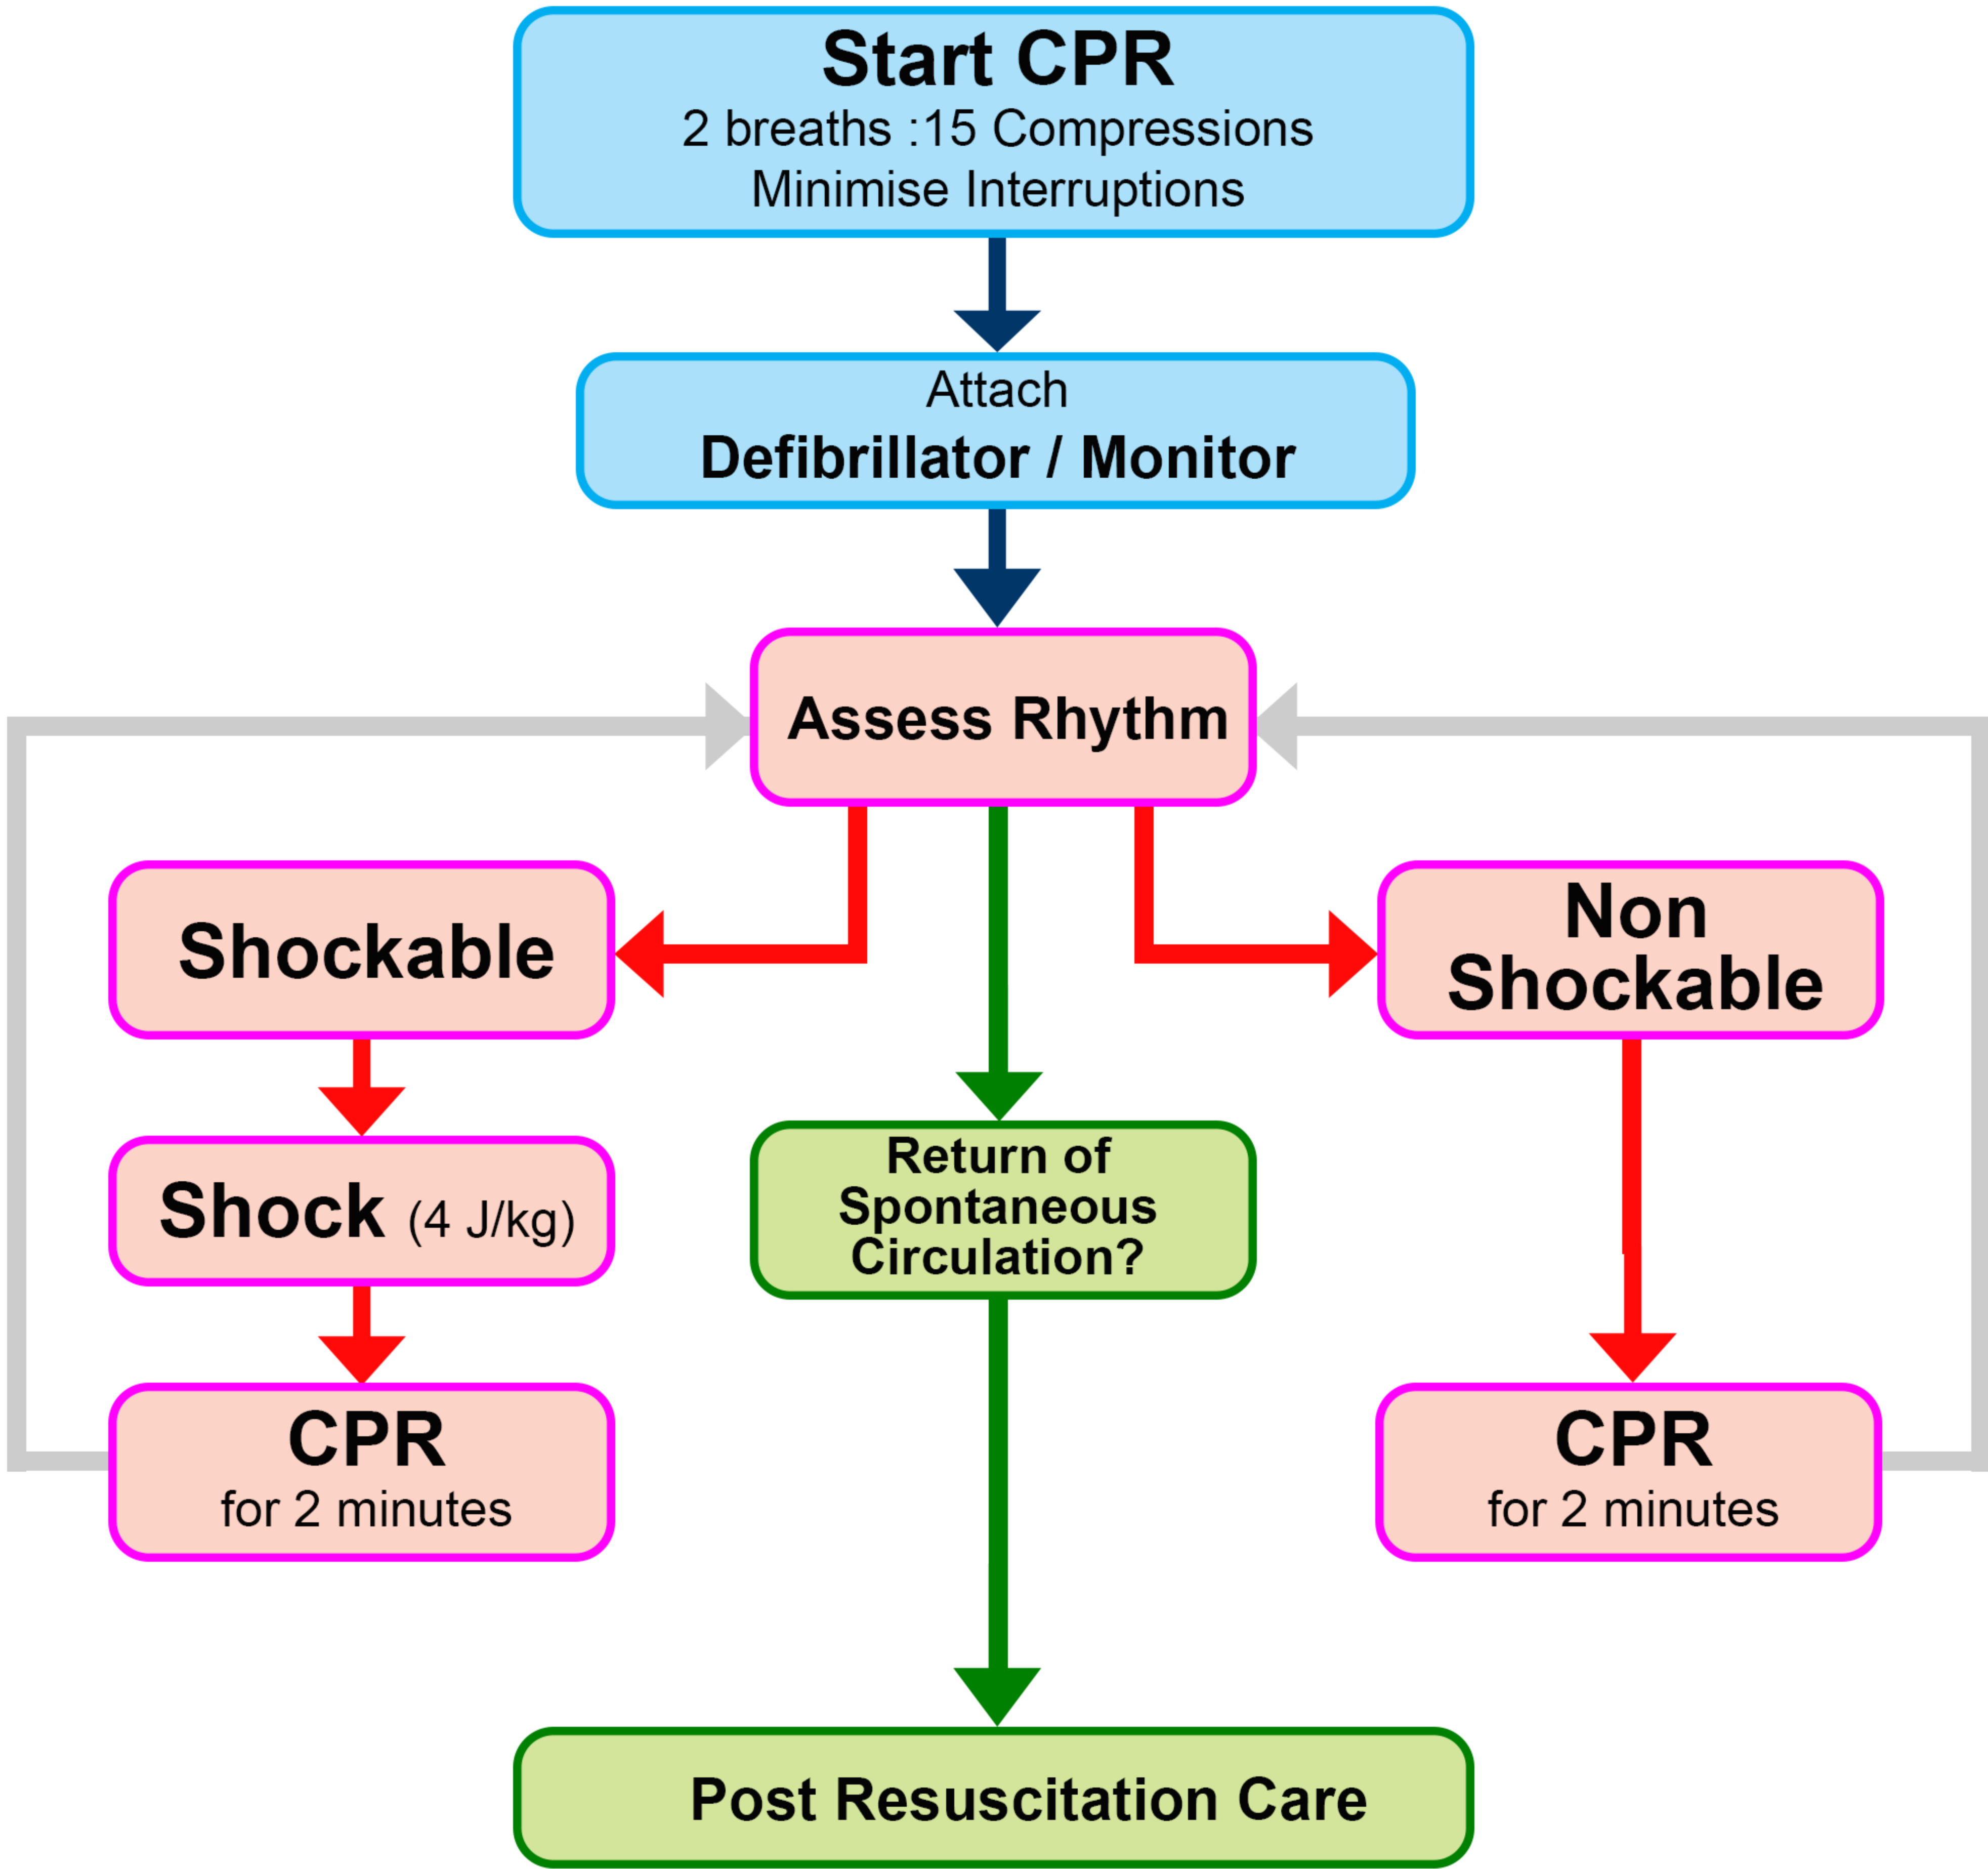 Start CPR
2 breaths :15 Compressions
Minimise Interruptions
Attach
Defibrillator / Monitor
Assess Rhythm
Shockable
Non
Shockable
Return of
Spontaneous
Circulation?
Shock (4 J/kg)
CPR
for 2 minutes
CPR
for 2 minutes
Post Resuscitation Care